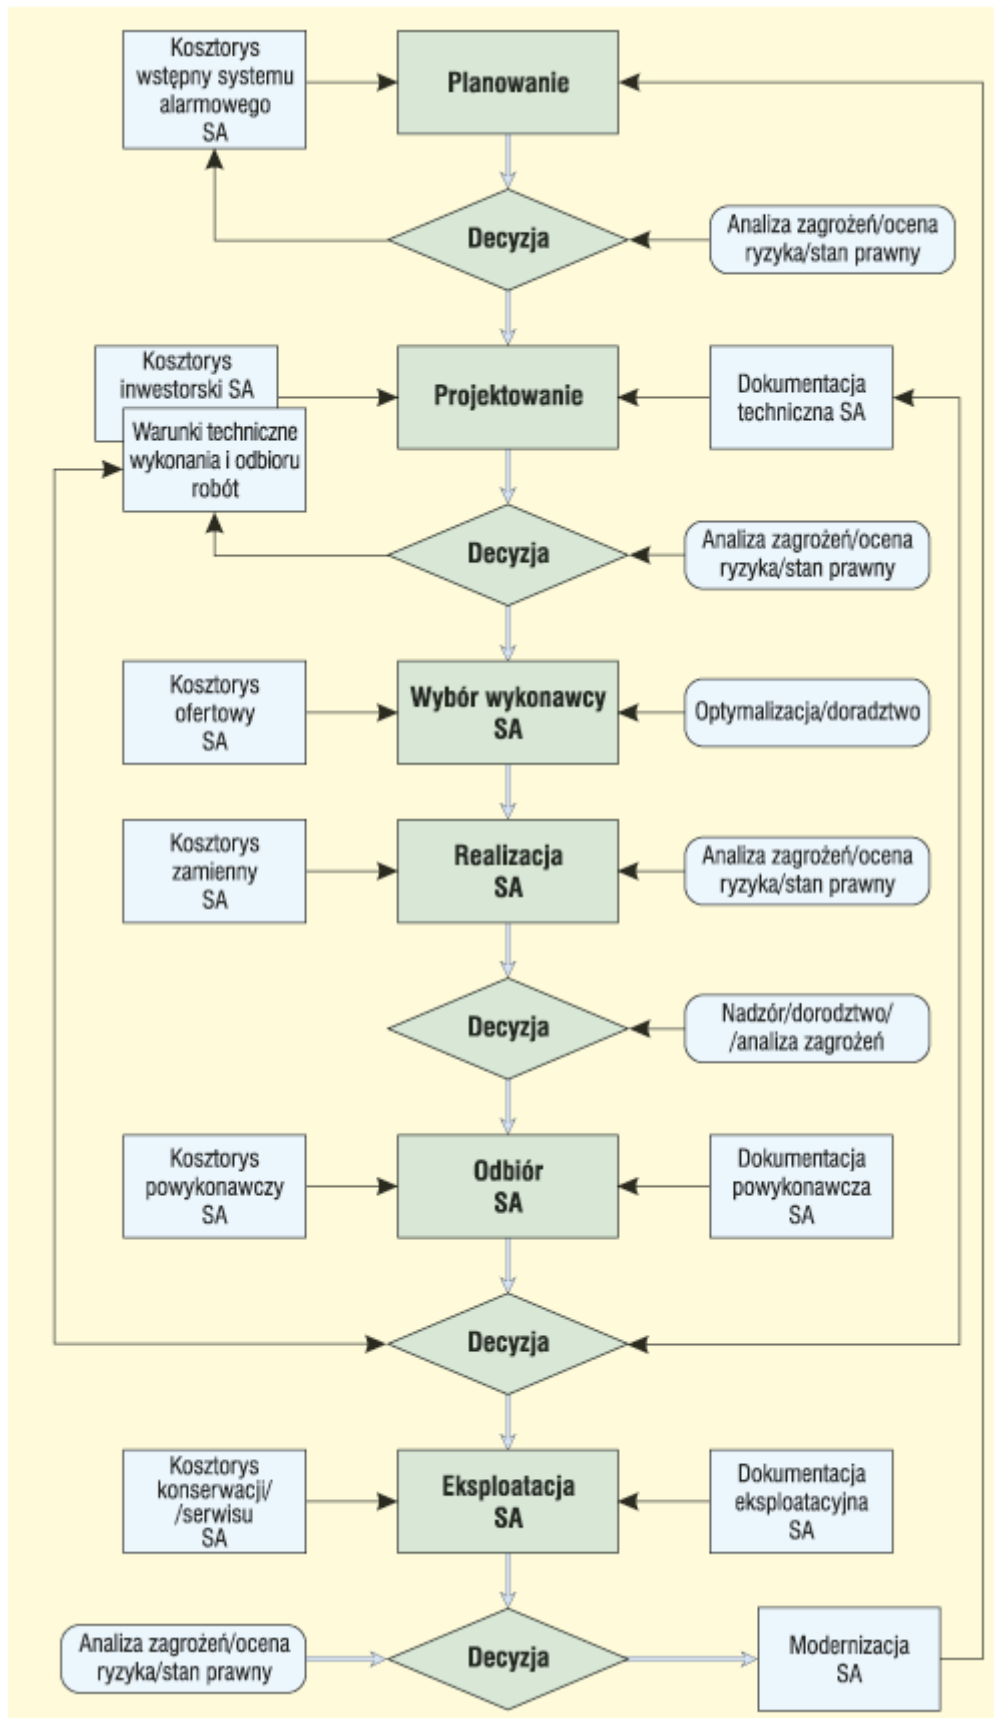 Kosztorys
wstępny systemu
alarmowego
SA
Planowanie
Decyzja
Analiza zagrożeń/ocena
ryzyka/stan prawny
Kosztorys
inwestorski SA
Warunki techniczne
wykonania i odbioru
robót
Projektowanie
Dokumentacja
techniczna SA
Decyzja
Analiza zagrożeń/ocena
ryzyka/stan prawny
Kosztorys
ofertowy
SA
Wybór wykonawcy
SA
Optymalizacja/doradztwo
Kosztorys
zamienny
SA
Realizacja
SA
Analiza zagrożeń/ocena
ryzyka/stan prawny
Decyzja
Nadzór/dorodztwo/
/analiza zagrożeń
Kosztorys
powykonawczy
SA
Odbiór
SA
Dokumentacja
powykonawcza
SA
Decyzja
Kosztorys
konserwacji/
/serwisu
SA
Eksploatacja
SA
Dokumentacja
eksploatacyjna
SA
Analiza zagrożeń/ocena
ryzyka/stan prawny
Decyzja
Modernizacja
SA